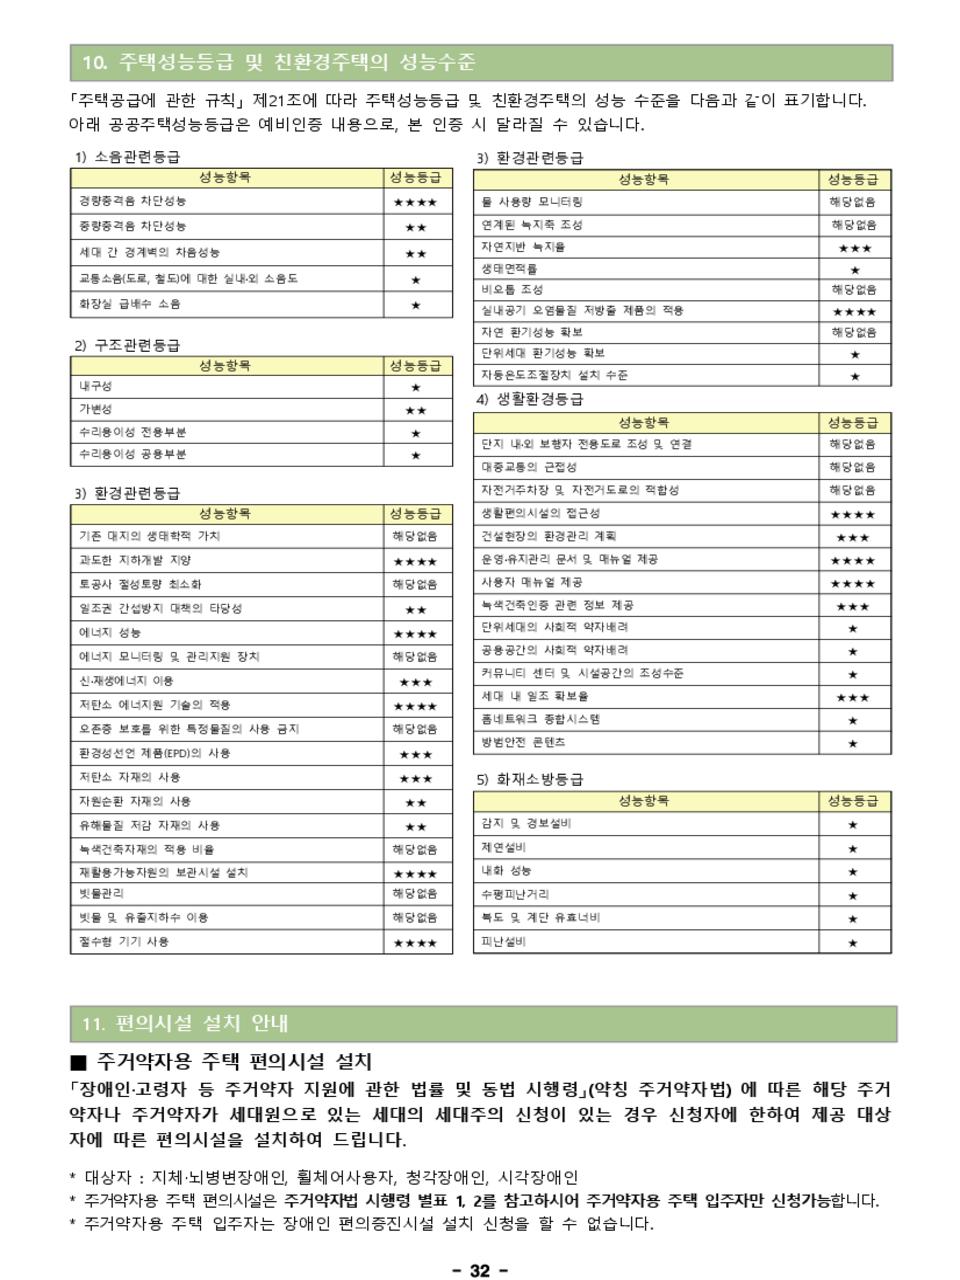 10. 주택성능등급 및 친환경주택의 성능수준
「주택공급에 관한 규칙」 제21조에 따라 주택성능등급 및 친환경주택의 성능 수준을 다음과 같이 표기합니다.
아래 공공주택성능등급은 예비인증 내용으로, 본 인증 시 달라질 수 있습니다.
1) 소음관련등급
성능항목 성능등급
경량충격음 차단성능 ★★★★
중량충격음 차단성능 ★★
세대 간 경계벽의 차음성능 ★★
교통소음(도로, 철도)에 대한 실내·외 소음도 ★
화장실 급배수 소음 ★
2) 구조관련등급
성능항목 성능등급
내구성 ★
가변성 ★★
수리용이성 전용부분 ★
수리용이성 공용부분 ★
3) 환경관련등급
성능항목 성능등급
기존 대지의 생태학적 가치 해당없음
과도한 지하개발 지양 ★★★★
토공사 절성토량 최소화 해당없음
일조권 간섭방지 대책의 타당성 ★★
에너지 성능 ★★★★
에너지 모니터링 및 관리지원 장치 해당없음
신·재생에너지 이용 ★★★
저탄소 에너지원 기술의 적용 ★★★★
오존층 보호를 위한 특정물질의 사용 금지 해당없음
환경성선언 제품(EPD)의 사용 ★★★
저탄소 자재의 사용 ★★★
자원순환 자재의 사용 ★★
유해물질 저감 자재의 사용 ★★
녹색건축자재의 적용 비율 해당없음
재활용가능자원의 보관시설 설치 ★★★★
빗물관리 해당없음
빗물 및 유출지하수 이용 해당없음
절수형 기기 사용 ★★★★
3) 환경관련등급
성능항목 성능등급
물 사용량 모니터링 해당없음
연계된 녹지축 조성 해당없음
자연지반 녹지율 ★★★
생태면적률 ★
비오톱 조성 해당없음
실내공기 오염물질 저방출 제품의 적용 ★★★★
자연 환기성능 확보 해당없음
단위세대 환기성능 확보 ★
자동온도조절장치 설치 수준 ★
4) 생활환경등급
성능항목 성능등급
단지 내·외 보행자 전용도로 조성 및 연결 해당없음
대중교통의 근접성 해당없음
자전거주차장 및 자전거도로의 적합성 해당없음
생활편의시설의 접근성 ★★★★
건설현장의 환경관리 계획 ★★★
운영·유지관리 문서 및 매뉴얼 제공 ★★★★
사용자 매뉴얼 제공 ★★★★
녹색건축인증 관련 정보 제공 ★★★
단위세대의 사회적 약자배려 ★
공용공간의 사회적 약자배려 ★
커뮤니티 센터 및 시설공간의 조성수준 ★
세대 내 일조 확보율 ★★★
홈네트워크 종합시스템 ★
방범안전 콘텐츠 ★
5) 화재소방등급
성능항목 성능등급
감지 및 경보설비 ★
제연설비 ★
내화 성능 ★
수평피난거리 ★
복도 및 계단 유효너비 ★
피난설비 ★
11. 편의시설 설치 안내
■ 주거약자용 주택 편의시설 설치
「장애인·고령자 등 주거약자 지원에 관한 법률 및 동법 시행령」(약칭 주거약자법) 에 따른 해당 주거
약자나 주거약자가 세대원으로 있는 세대의 세대주의 신청이 있는 경우 신청자에 한하여 제공 대상
자에 따른 편의시설을 설치하여 드립니다.
* 대상자 : 지체·뇌병변장애인, 휠체어사용자, 청각장애인, 시각장애인
* 주거약자용 주택 편의시설은 주거약자법 시행령 별표 1, 2를 참고하시어 주거약자용 주택 입주자만 신청가능합니다.
* 주거약자용 주택 입주자는 장애인 편의증진시설 설치 신청을 할 수 없습니다.
- 32 -